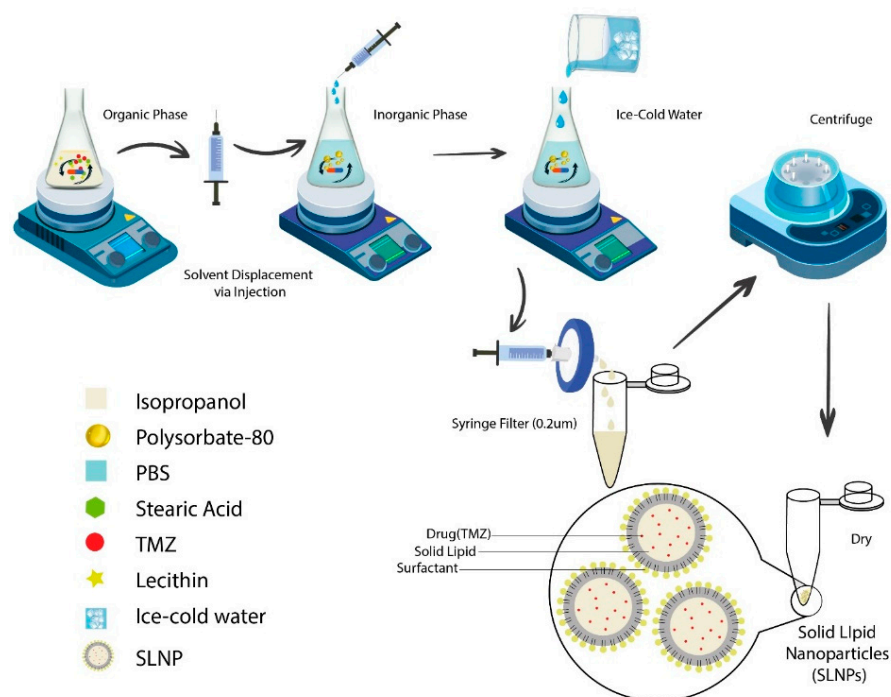 Organic Phase
Inorganic Phase
Ice-Cold Water
Centrifuge
Solvent Displacement
via Injection
Syringe Filter (0.2um)
Isopropanol
Polysorbate-80
PBS
Stearic Acid
TMZ
Lecithin
Ice-cold water
SLNP
Drug(TMZ)
Solid Lipid
Surfactant
Dry
Solid LIpid
Nanoparticles
(SLNPs)